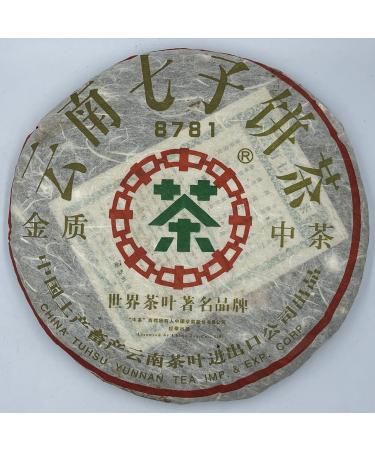 云南七子饼茶
8781
®
茶
金质 中茶
世界茶叶著名品牌
中国土产畜产云南茶叶进出口公司出品
CHINA TUHSU YUNNAN TEA IMP. & EXP. CORP